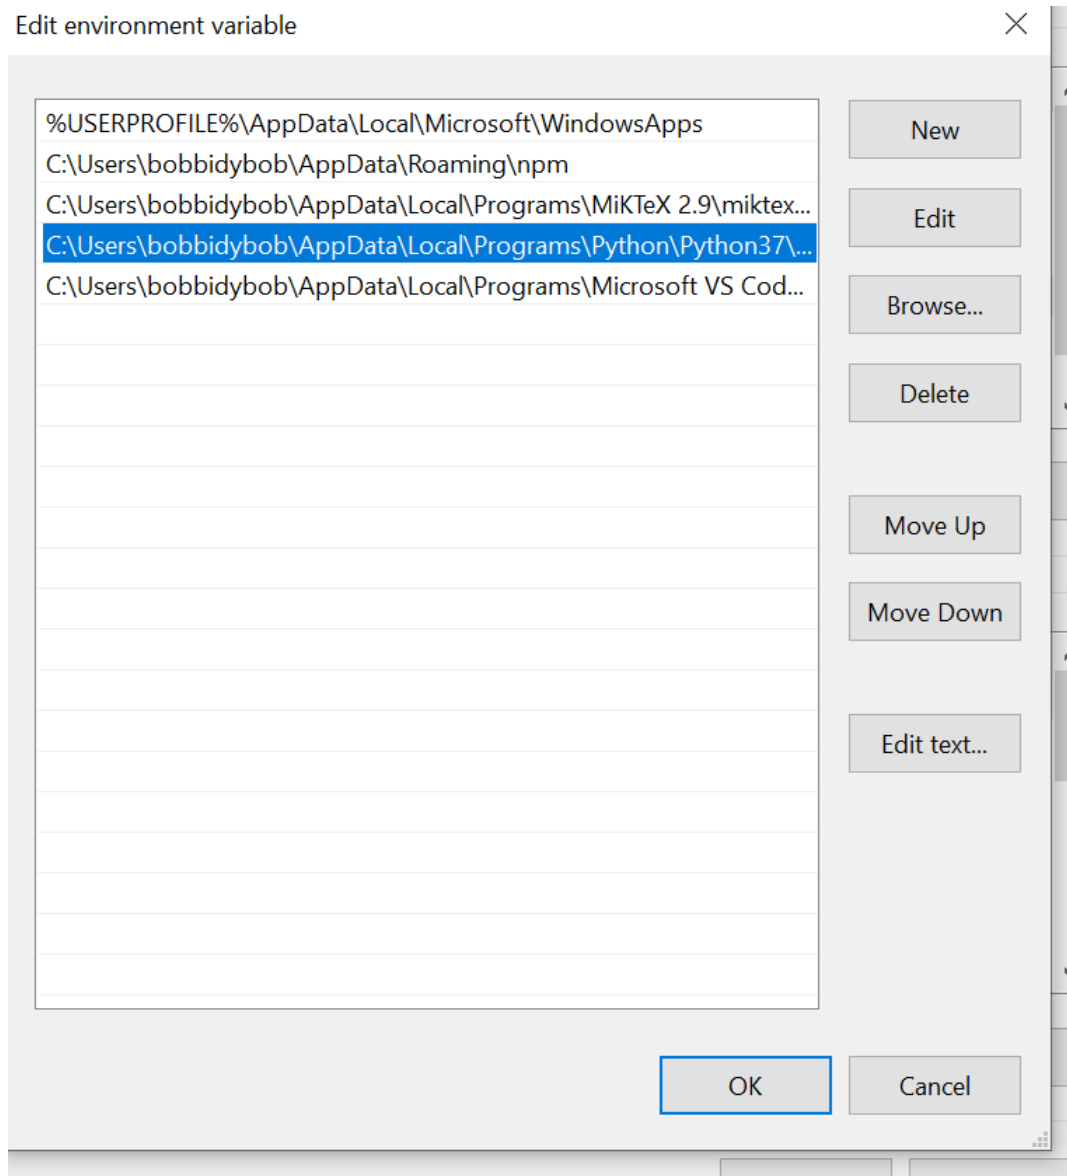 Edit environment variable
%USERPROFILE%\AppData\Local\Microsoft\WindowsApps
C:\Users\bobbidybob\AppData\Roaming\npm
C:\Users\bobbidybob\AppData\Local\Programs\MiKTeX 2.9\miktex...
C:\Users\bobbidybob\AppData\Local\Programs\Python\Python37\...
C:\Users\bobbidybob\AppData\Local\Programs\Microsoft VS Cod...
New
Edit
Browse...
Delete
Move Up
Move Down
Edit text...
OK
Cancel